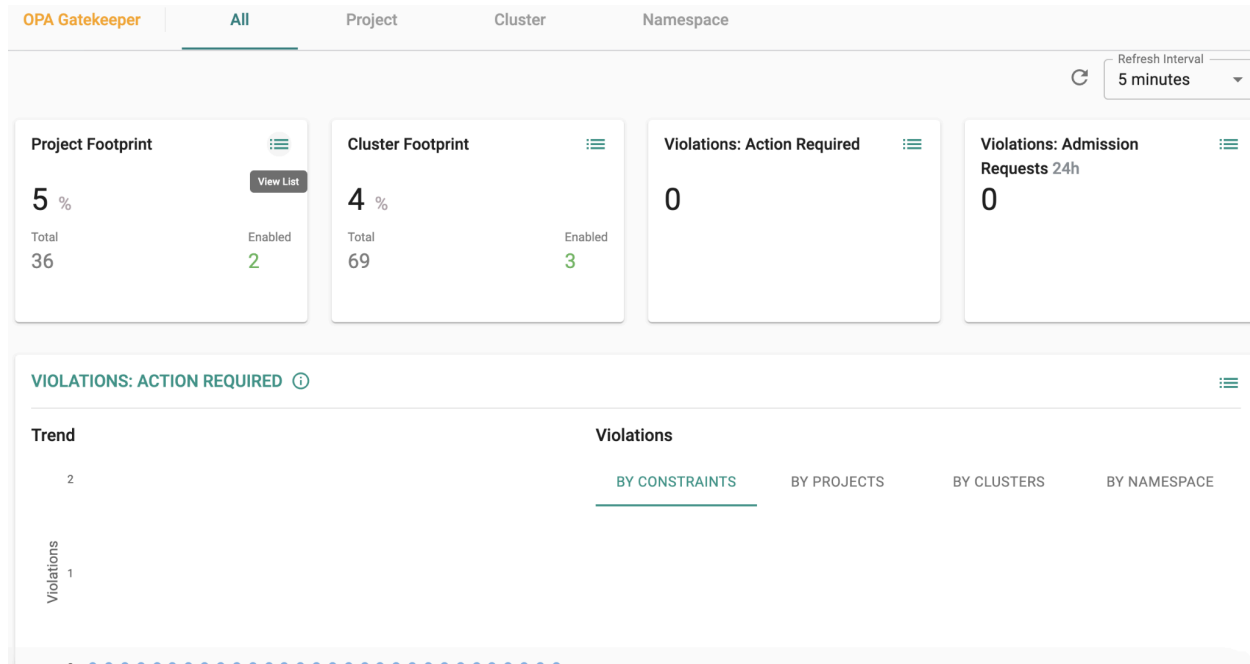 OPA Gatekeeper All Project Cluster Namespace
Refresh Interval
5 minutes
Project Footprint
View List
5 %
Total Enabled
36 2
Cluster Footprint
4 %
Total Enabled
69 3
Violations: Action Required
0
Violations: Admission
Requests 24h
0
VIOLATIONS: ACTION REQUIRED
Trend
2
Violations
1
Violations
BY CONSTRAINTS BY PROJECTS BY CLUSTERS BY NAMESPACE